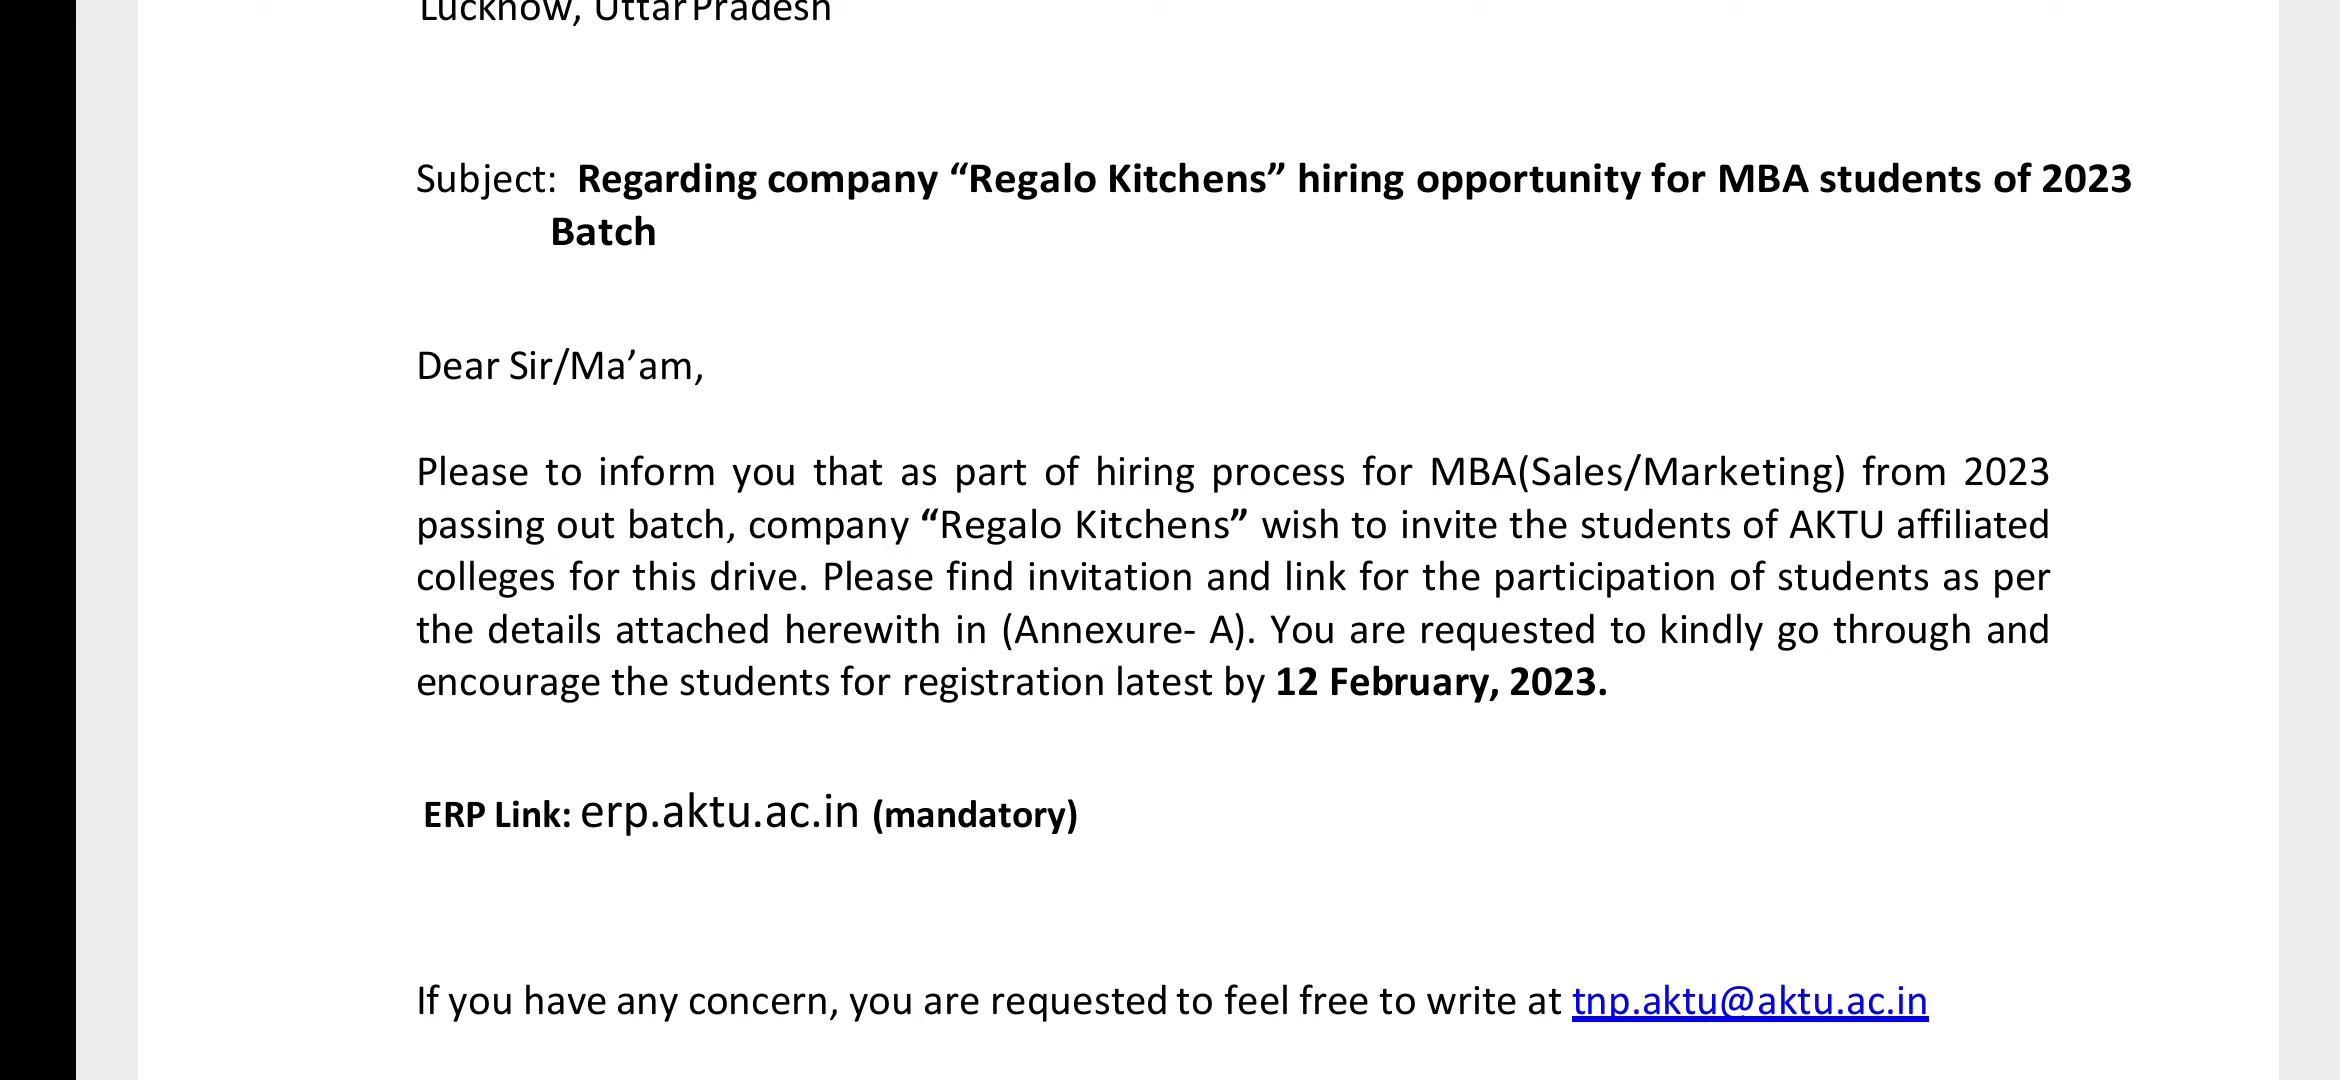 Lucknow, Uttar Pradesh
Subject: Regarding company “Regalo Kitchens” hiring opportunity for MBA students of 2023
Batch
Dear Sir/Ma’am,
Please to inform you that as part of hiring process for MBA(Sales/Marketing) from 2023
passing out batch, company “Regalo Kitchens” wish to invite the students of AKTU affiliated
colleges for this drive. Please find invitation and link for the participation of students as per
the details attached herewith in (Annexure- A). You are requested to kindly go through and
encourage the students for registration latest by 12 February, 2023.
ERP Link: erp.aktu.ac.in (mandatory)
If you have any concern, you are requested to feel free to write at tnp.aktu@aktu.ac.in